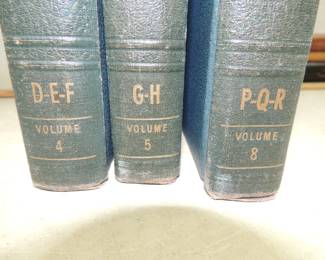 D-E-F
VOLUME
4
G-H
VOLUME
5
P-Q-R
VOLUME
8